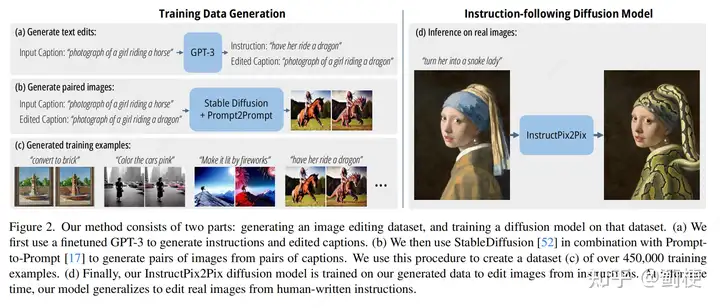 Training Data Generation
(a) Generate text edits:
Input Caption: "photograph of a girl riding a horse"
GPT-3
Instruction: "have her ride a dragon"
Edited Caption: "photograph of a girl riding a dragon"
(b) Generate paired images:
Input Caption: "photograph of a girl riding a horse"
Edited Caption: "photograph of a girl riding a dragon"
Stable Diffusion
+ Prompt2Prompt
(c) Generated training examples:
"convert to brick"
"Color the cars pink"
"Make it lit by fireworks"
"have her ride a dragon"
...
Instruction-following Diffusion Model
(d) Inference on real images:
"turn her into a snake lady"
InstructPix2Pix
Figure 2. Our method consists of two parts: generating an image editing dataset, and training a diffusion model on that dataset. (a) We
first use a finetuned GPT-3 to generate instructions and edited captions. (b) We then use StableDiffusion [52] in combination with Prompt-
to-Prompt [17] to generate pairs of images from pairs of captions. We use this procedure to create a dataset (c) of over 450,000 training
examples. (d) Finally, our InstructPix2Pix diffusion model is trained on our generated data to edit images from instructions. At inference
time, our model generalizes to edit real images from human-written instructions.
知乎